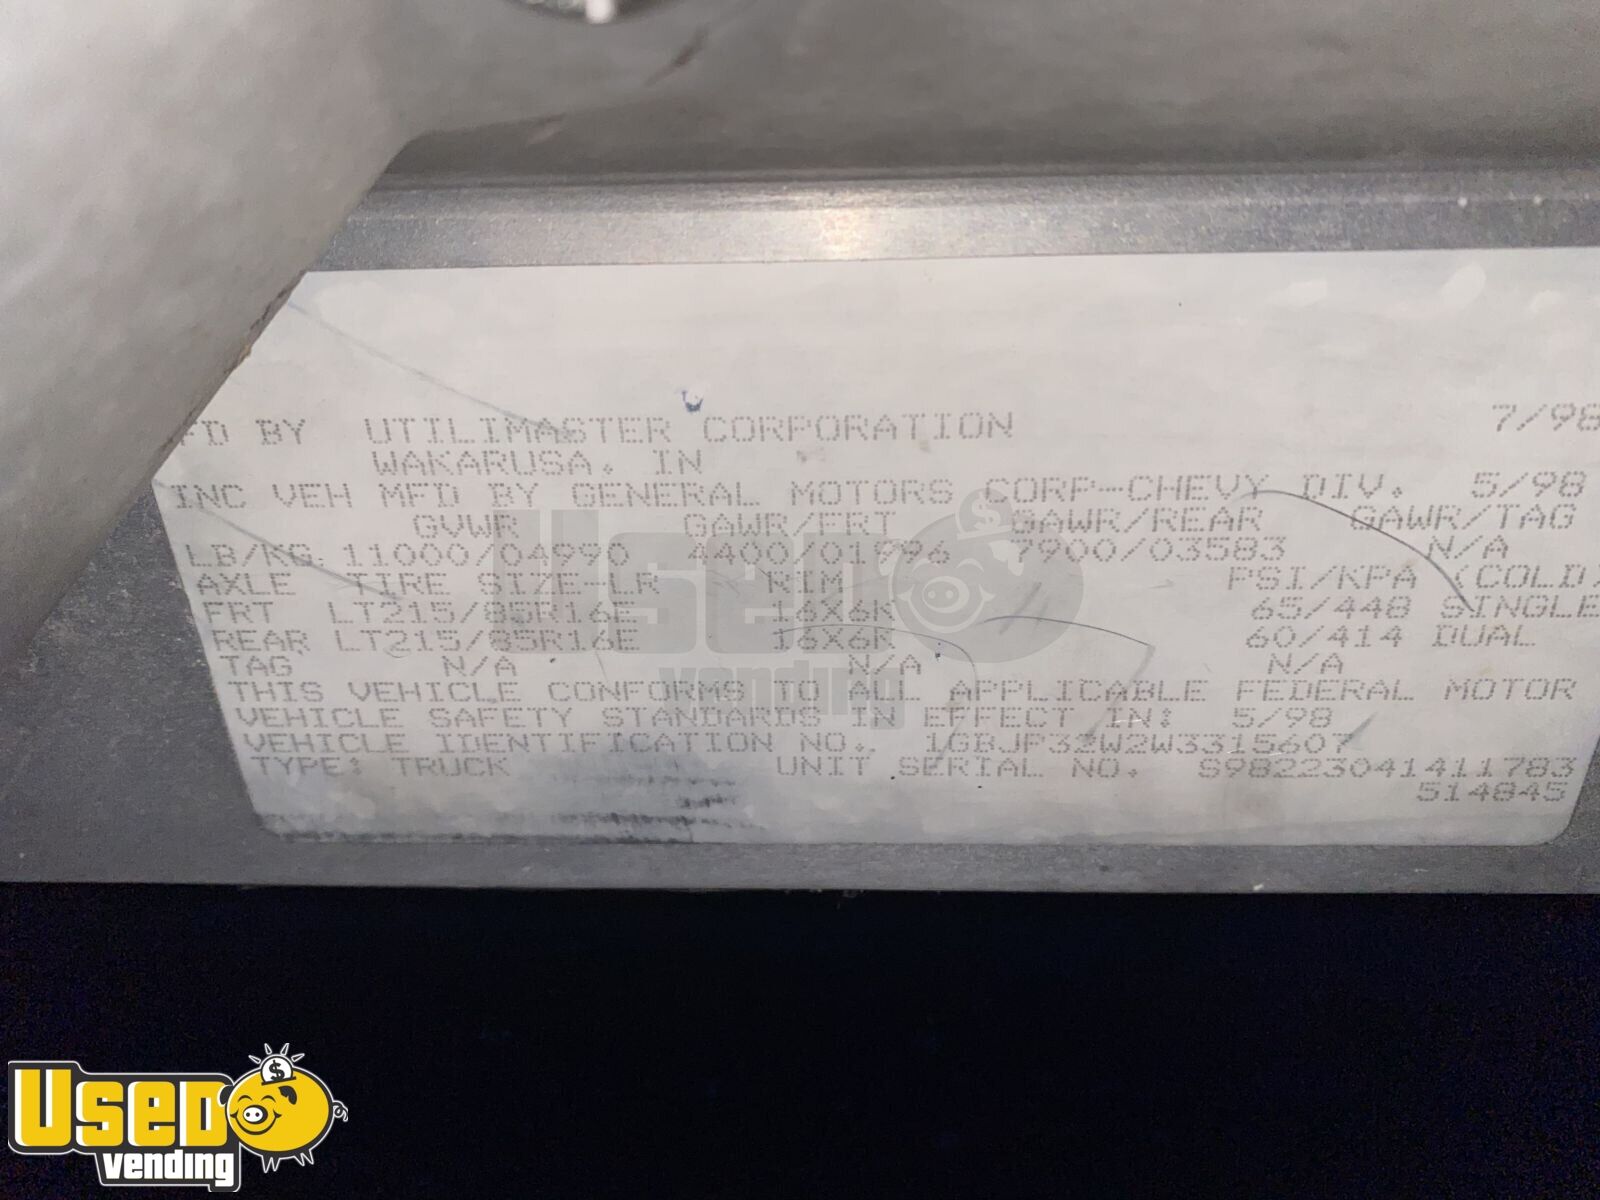 FD BY UTILIMASTER CORPORATION 7/98
WAKARUSA, IN
INC VEH MFD BY GENERAL MOTORS CORP-CHEVY DIV. 5/98
GVWR GAWR/FRT GAWR/REAR GAWR/TAG
LB/KG: 11000/04990 4400/01996 7900/03583 N/A
AXLE TIRE SIZE-LR RIM PSI/KPA (COLD)
FRT LT215/85R16E 16X6K 65/448 SINGLE
REAR LT215/85R16E 16X6K 60/414 DUAL
TAG N/A N/A N/A
THIS VEHICLE CONFORMS TO ALL APPLICABLE FEDERAL MOTOR
VEHICLE SAFETY STANDARDS IN EFFECT IN: 5/98
VEHICLE IDENTIFICATION NO. 1GBJP32W2W3315607
TYPE: TRUCK UNIT SERIAL NO. S98223041411783
514845
USED
vending
USED
vending